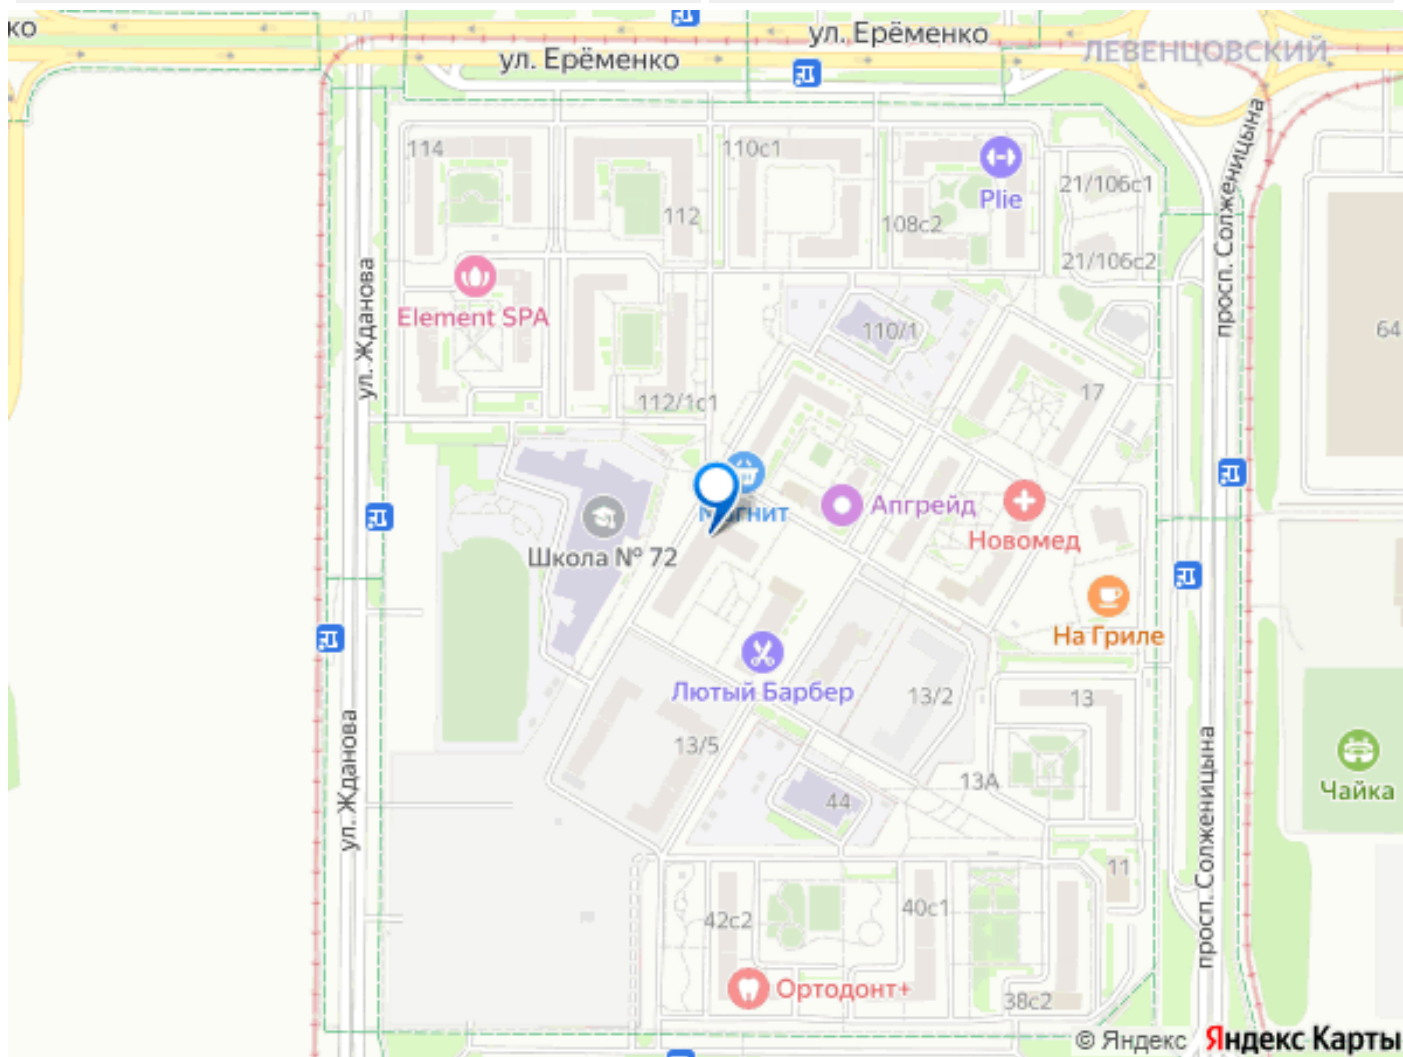 ко
ул. Ерёменко
ул. Ерёменко
ЛЕВЕНЦОВСКИЙ
114
110с1
Plie
21/106с1
112
108с2
21/106с2
просп. Солженицына
ул. Жданова
Element SPA
110/1
64
112/1с1
17
Магнит
Апгрейд
Новомед
Школа № 72
На Гриле
Лютый Барбер
13/2
13
13/5
13А
44
Чайка
ул. Жданова
просп. Солженицына
11
42с2
40с1
Ортодонт+
38с2
© Яндекс Яндекс Карты